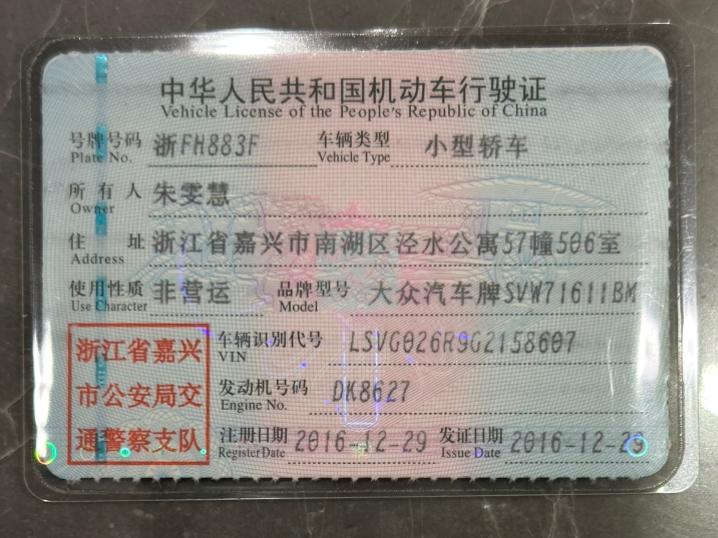 中华人民共和国机动车行驶证
Vehicle License of the People's Republic of China
号牌号码 浙FH883F 车辆类型 小型轿车
Plate No. Vehicle Type
所有人 朱雯慧
Owner
住址 浙江省嘉兴市南湖区泾水公寓57幢506室
Address
使用性质 非营运 品牌型号 大众汽车牌SVW71611BM
Use Character Model
浙江省嘉兴
市公安局交
通警察支队
车辆识别代号 LSVG026R9G2158607
VIN
发动机号码 DK8627
Engine No.
注册日期 2016-12-29 发证日期 2016-12-29
Register Date Issue Date